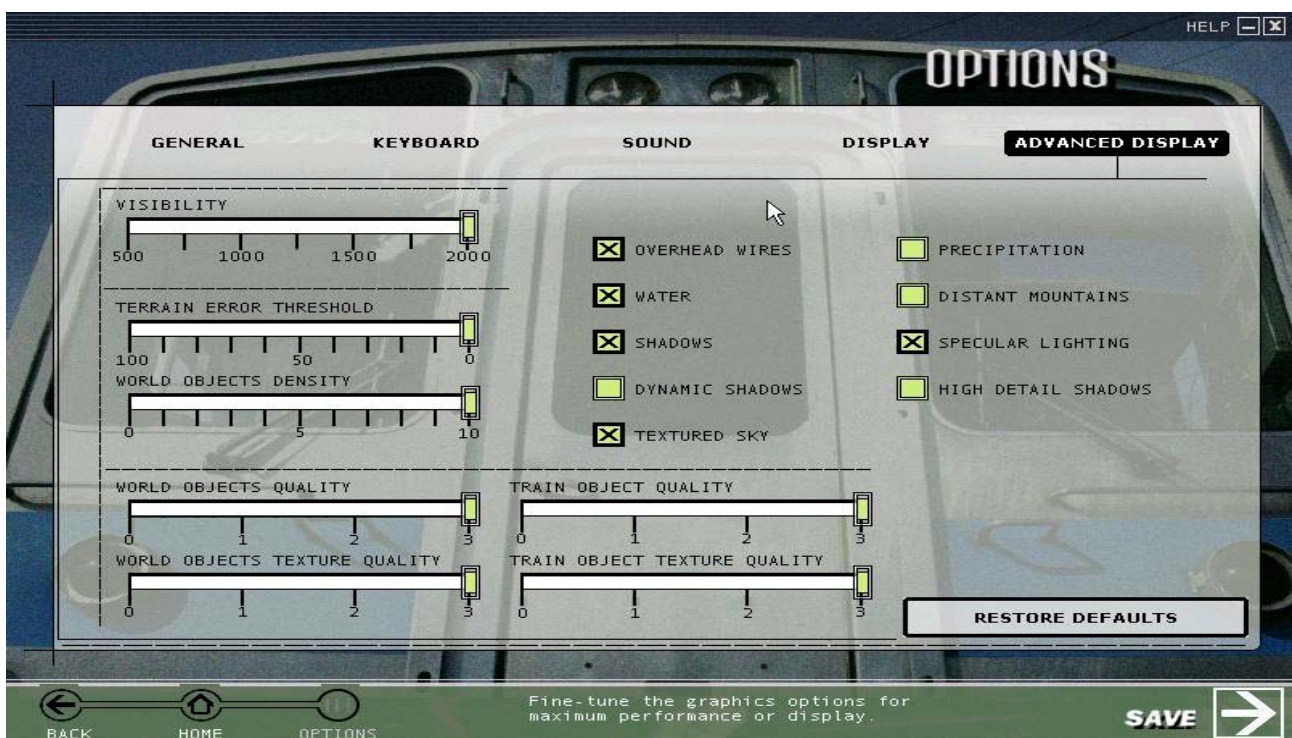 HELP
OPTIONS
GENERAL KEYBOARD SOUND DISPLAY ADVANCED DISPLAY
VISIBILITY
500 1000 1500 2000
TERRAIN ERROR THRESHOLD
100 50 0
WORLD OBJECTS DENSITY
0 5 10
OVERHEAD WIRES
WATER
SHADOWS
DYNAMIC SHADOWS
TEXTURED SKY
PRECIPITATION
DISTANT MOUNTAINS
SPECULAR LIGHTING
HIGH DETAIL SHADOWS
WORLD OBJECTS QUALITY
0 1 2 3
TRAIN OBJECT QUALITY
0 1 2 3
WORLD OBJECTS TEXTURE QUALITY
0 1 2 3
TRAIN OBJECT TEXTURE QUALITY
0 1 2 3
RESTORE DEFAULTS
BACK HOME OPTIONS
Fine-tune the graphics options for
maximum performance or display.
SAVE